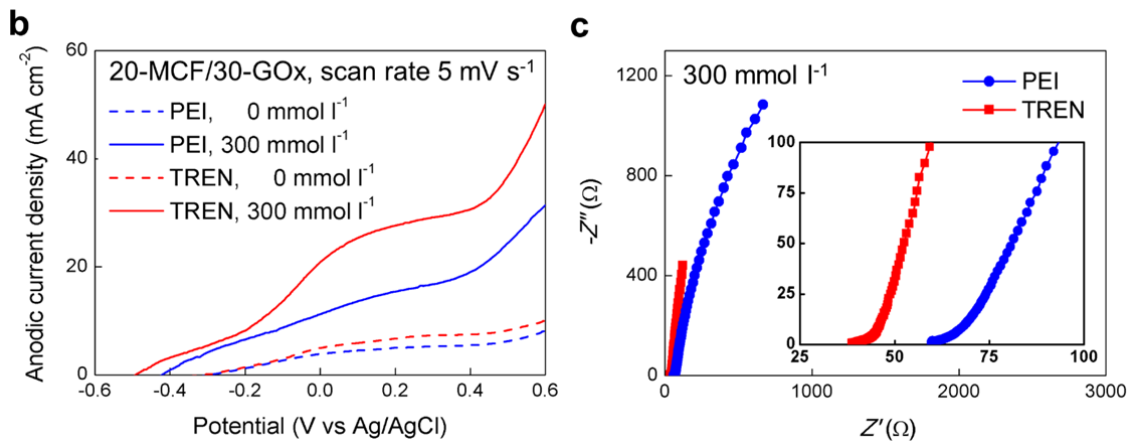 b
60
40
20
0
Anodic current density (mA cm⁻²)
20-MCF/30-GOx, scan rate 5 mV s⁻¹
PEI, 0 mmol l⁻¹
PEI, 300 mmol l⁻¹
TREN, 0 mmol l⁻¹
TREN, 300 mmol l⁻¹
-0.6 -0.4 -0.2 0.0 0.2 0.4 0.6
Potential (V vs Ag/AgCl)
c
1200
800
400
0
-Z″(Ω)
300 mmol l⁻¹
PEI
TREN
100
75
50
25
0
25 50 75 100
0 1000 2000 3000
Z′(Ω)